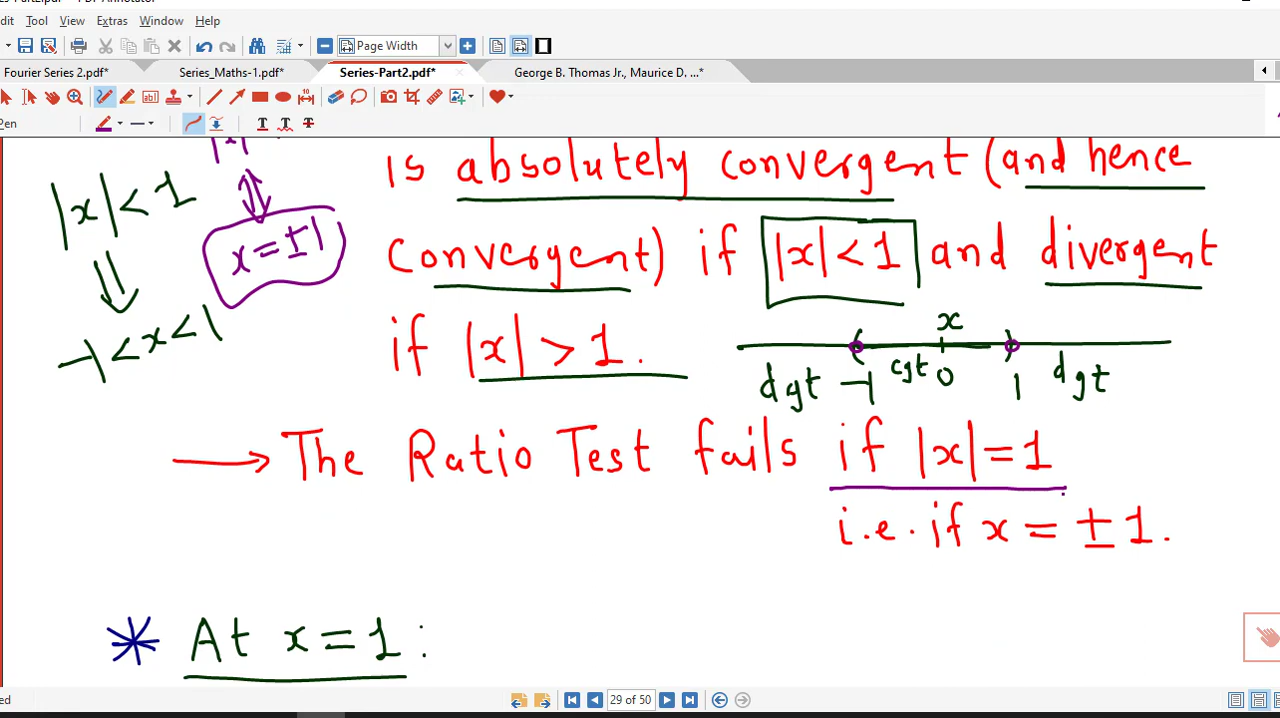 Edit Tool View Extras Window Help
Page Width
Fourier Series 2.pdf* Series_Maths-1.pdf* Series-Part2.pdf* George B. Thomas Jr., Maurice D. ...*
Pen
|x|
is absolutely convergent (and hence
|x| < 1
x = ±1
convergent) if |x| < 1 and divergent
-1 < x < 1
if |x| > 1.
x
dgt -1 cgt 0 1 dgt
→ The Ratio Test fails if |x| = 1
i.e. if x = ±1.
* At x = 1 :
29 of 50